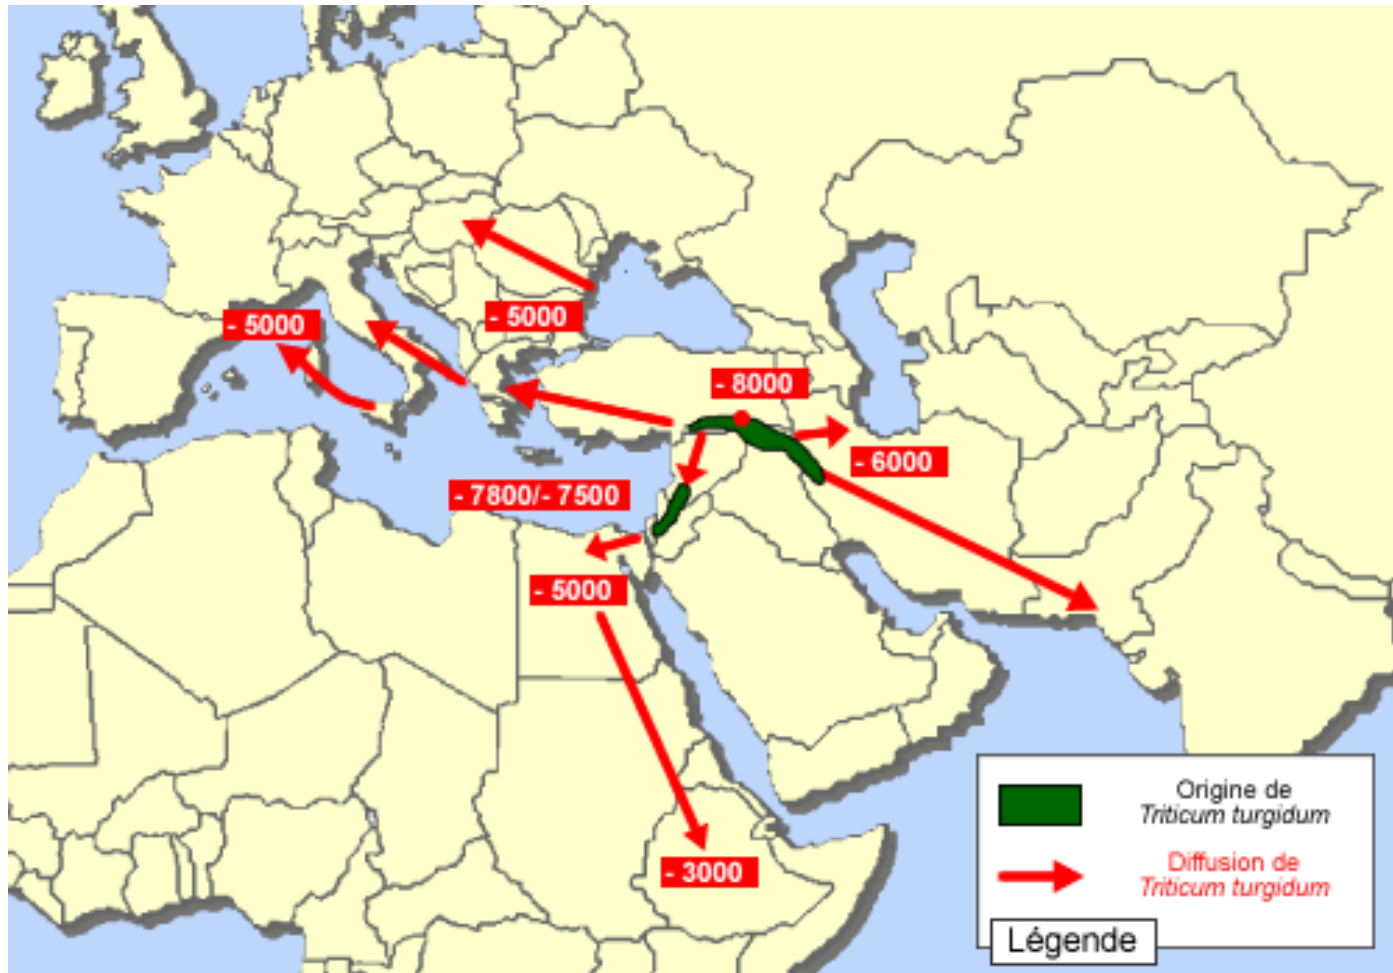 - 5000
- 5000
- 8000
- 6000
- 7800/- 7500
- 5000
- 3000
Origine de
Triticum turgidum
Diffusion de
Triticum turgidum
Légende